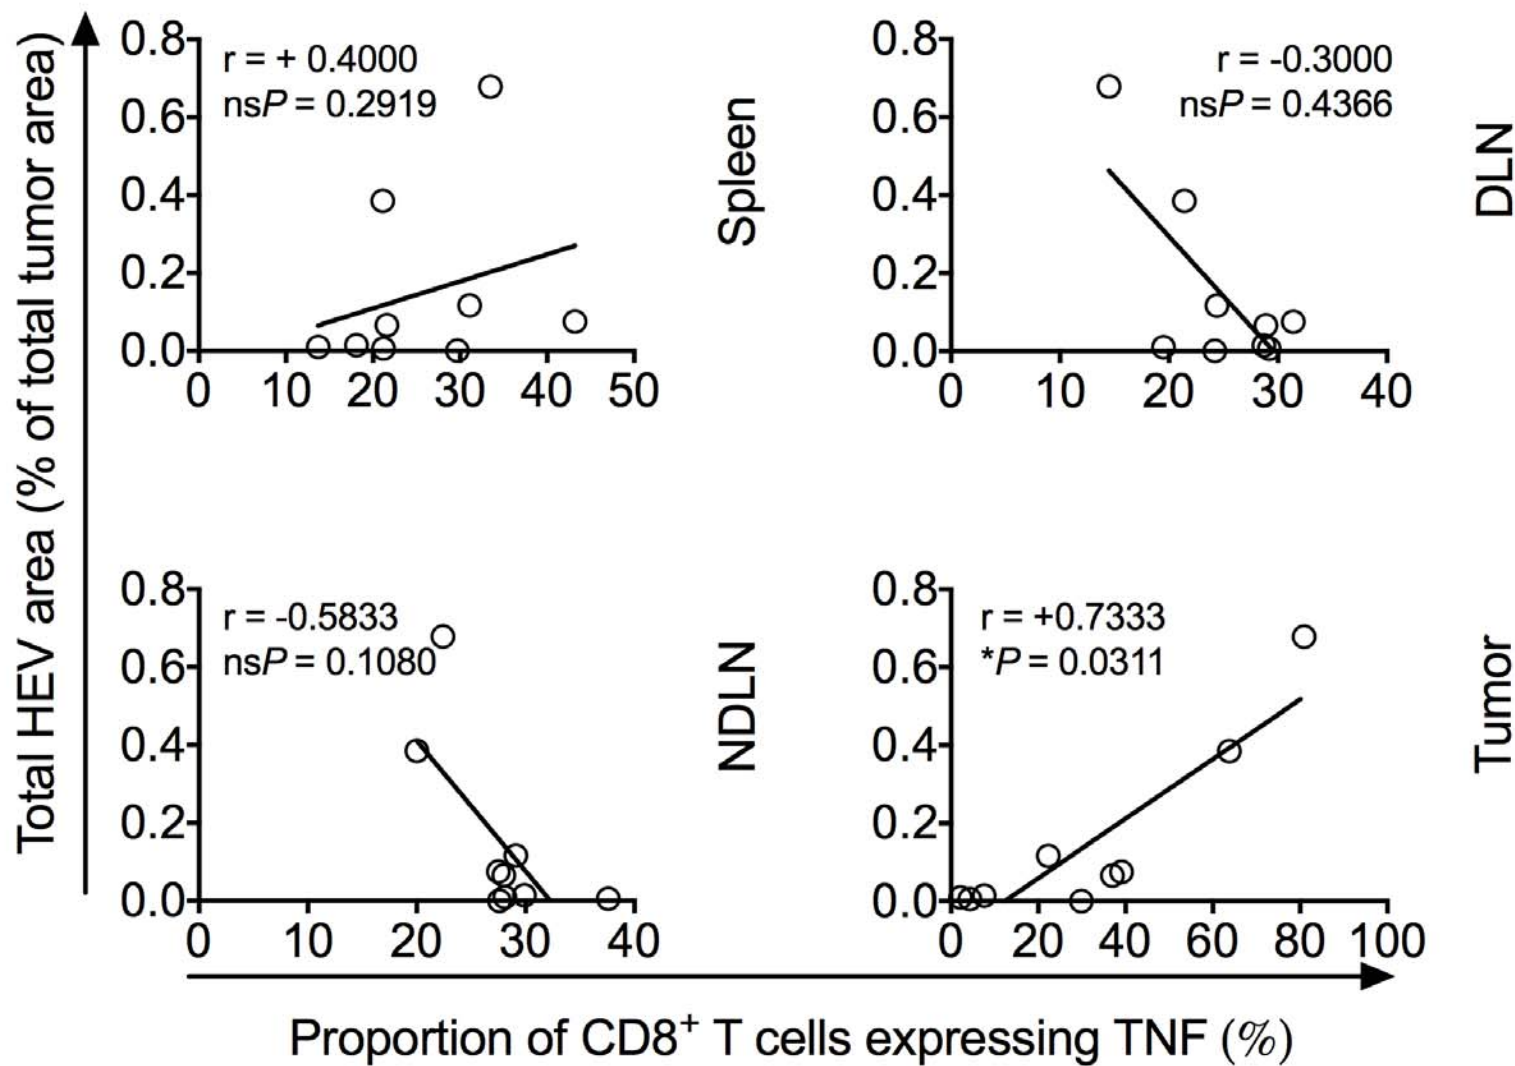 Total HEV area (% of total tumor area)
0.8
0.6
0.4
0.2
0.0
r = + 0.4000
nsP = 0.2919
0 10 20 30 40 50
Spleen
0.8
0.6
0.4
0.2
0.0
r = -0.3000
nsP = 0.4366
0 10 20 30 40
DLN
0.8
0.6
0.4
0.2
0.0
r = -0.5833
nsP = 0.1080
0 10 20 30 40
NDLN
0.8
0.6
0.4
0.2
0.0
r = +0.7333
*P = 0.0311
0 20 40 60 80 100
Tumor
Proportion of CD8⁺ T cells expressing TNF (%)